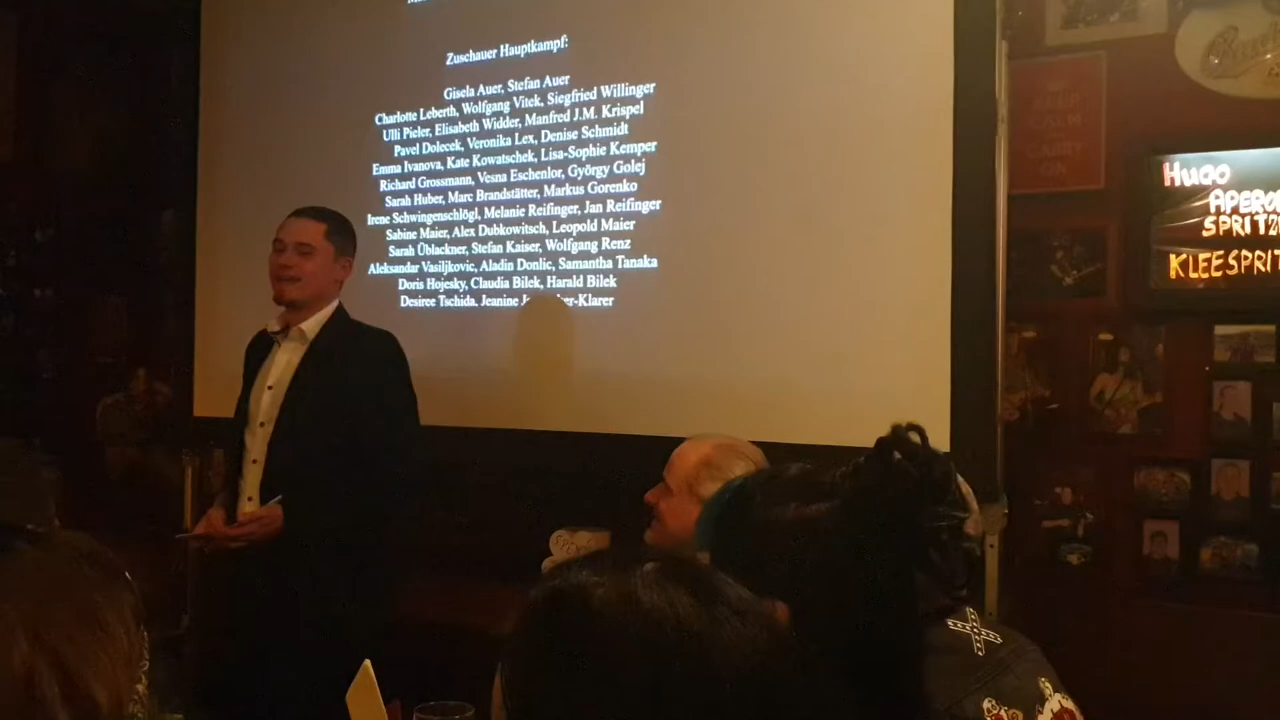 Zuschauer Hauptkampf:
Gisela Auer, Stefan Auer
Charlotte Leberth, Wolfgang Vitek, Siegfried Willinger
Ulli Pieler, Elisabeth Widder, Manfred J.M. Krispel
Pavel Dolecek, Veronika Lex, Denise Schmidt
Emma Ivanova, Kate Kowatschek, Lisa-Sophie Kemper
Richard Grossmann, Vesna Eschenlor, György Golej
Sarah Huber, Marc Brandstätter, Markus Gorenko
Irene Schwingenschlögl, Melanie Reifinger, Jan Reifinger
Sabine Maier, Alex Dubkowitsch, Leopold Maier
Sarah Üblackner, Stefan Kaiser, Wolfgang Renz
Aleksandar Vasiljkovic, Aladin Donlic, Samantha Tanaka
Doris Hojesky, Claudia Bilek, Harald Bilek
Desiree Tschida, Jeanine
Hugo
APERO
SPRITZ
KLEESPRIT